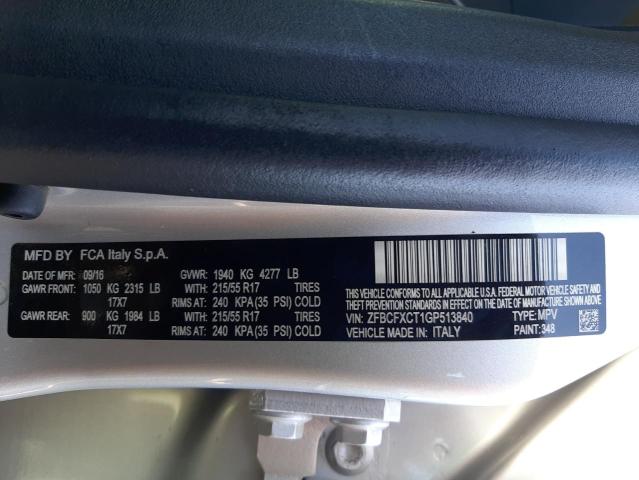 MFD BY FCA Italy S.p.A.
DATE OF MFR: 09/16 GVWR: 1940 KG 4277 LB
GAWR FRONT: 1050 KG 2315 LB WITH: 215/55 R17 TIRES
17X7 RIMS AT: 240 KPA(35 PSI) COLD
GAWR REAR: 900 KG 1984 LB WITH: 215/55 R17 TIRES
17X7 RIMS AT: 240 KPA (35 PSI) COLD
THIS VEHICLE CONFORMS TO ALL APPLICABLE U.S.A. FEDERAL MOTOR VEHICLE SAFETY AND
THEFT PREVENTION STANDARDS IN EFFECT ON THE DATE OF MANUFACTURE SHOWN ABOVE.
VIN: ZFBCFXCT1GP513840 TYPE: MPV
VEHICLE MADE IN: ITALY PAINT: 348